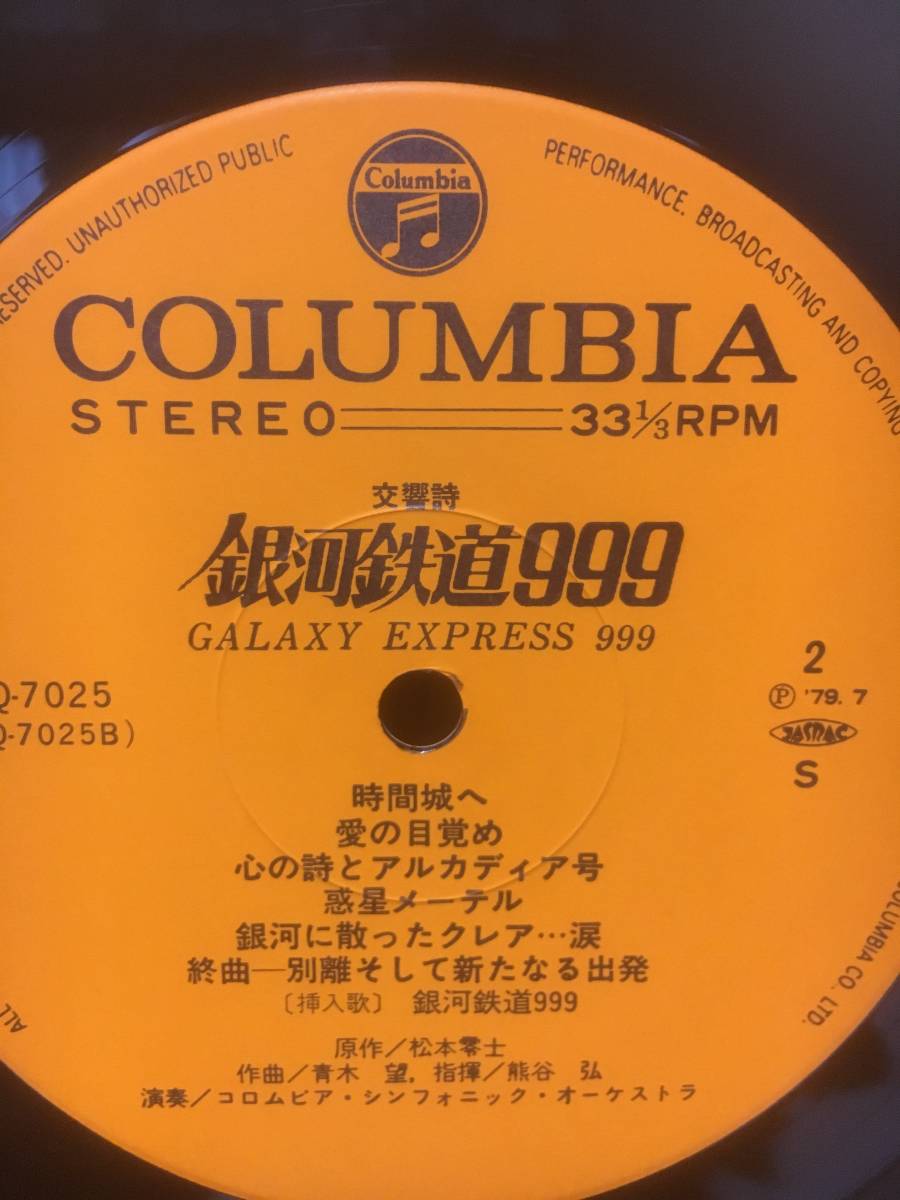 RESERVED. UNAUTHORIZED PUBLIC
PERFORMANCE. BROADCASTING AND COPYING
Columbia
COLUMBIA
STEREO 33⅓RPM
交響詩
銀河鉄道999
GALAXY EXPRESS 999
Q-7025
Q-7025B)
2
Ⓟ '79. 7
JASRAC
S
時間城へ
愛の目覚め
心の詩とアルカディア号
惑星メーテル
銀河に散ったクレア…涙
終曲─別離そして新たなる出発
〔挿入歌〕 銀河鉄道999
原作/松本零士
作曲/青木 望, 指揮/熊谷 弘
演奏/コロムビア・シンフォニック・オーケストラ
COLUMBIA CO., LTD.
ALL